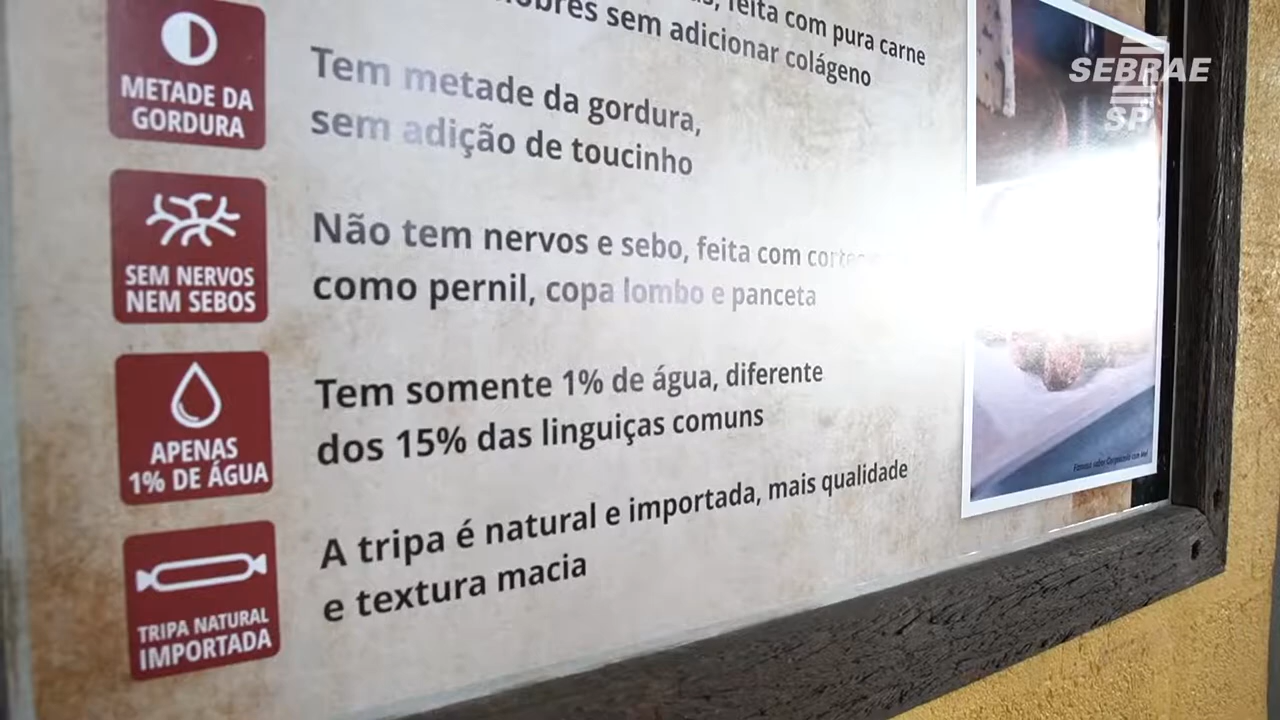 feita com pura carne
sem adicionar colágeno
METADE DA
GORDURA
Tem metade da gordura,
sem adição de toucinho
SEM NERVOS
NEM SEBOS
Não tem nervos e sebo, feita com
como pernil, copa lombo e panceta
APENAS
1% DE ÁGUA
Tem somente 1% de água, diferente
dos 15% das linguiças comuns
TRIPA NATURAL
IMPORTADA
A tripa é natural e importada, mais qualidade
e textura macia
SEBRAE
SP